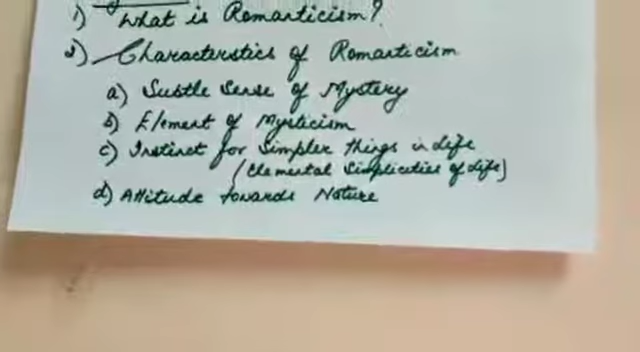 1) What is Romanticism?
2) Characteristics of Romanticism
a) Subtle Sense of Mystery
b) Element of Mysticism
c) Instinct for Simpler things in life
(Elemental Simplicities of life)
d) Attitude towards Nature